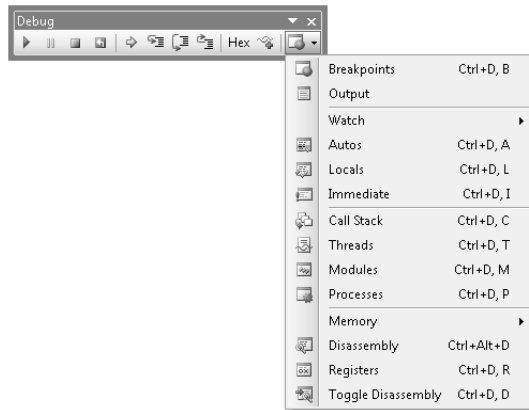 Debug
Hex
Breakpoints Ctrl+D, B
Output
Watch
Autos Ctrl+D, A
Locals Ctrl+D, L
Immediate Ctrl+D, I
Call Stack Ctrl+D, C
Threads Ctrl+D, T
Modules Ctrl+D, M
Processes Ctrl+D, P
Memory
Disassembly Ctrl+Alt+D
Registers Ctrl+D, R
Toggle Disassembly Ctrl+D, D